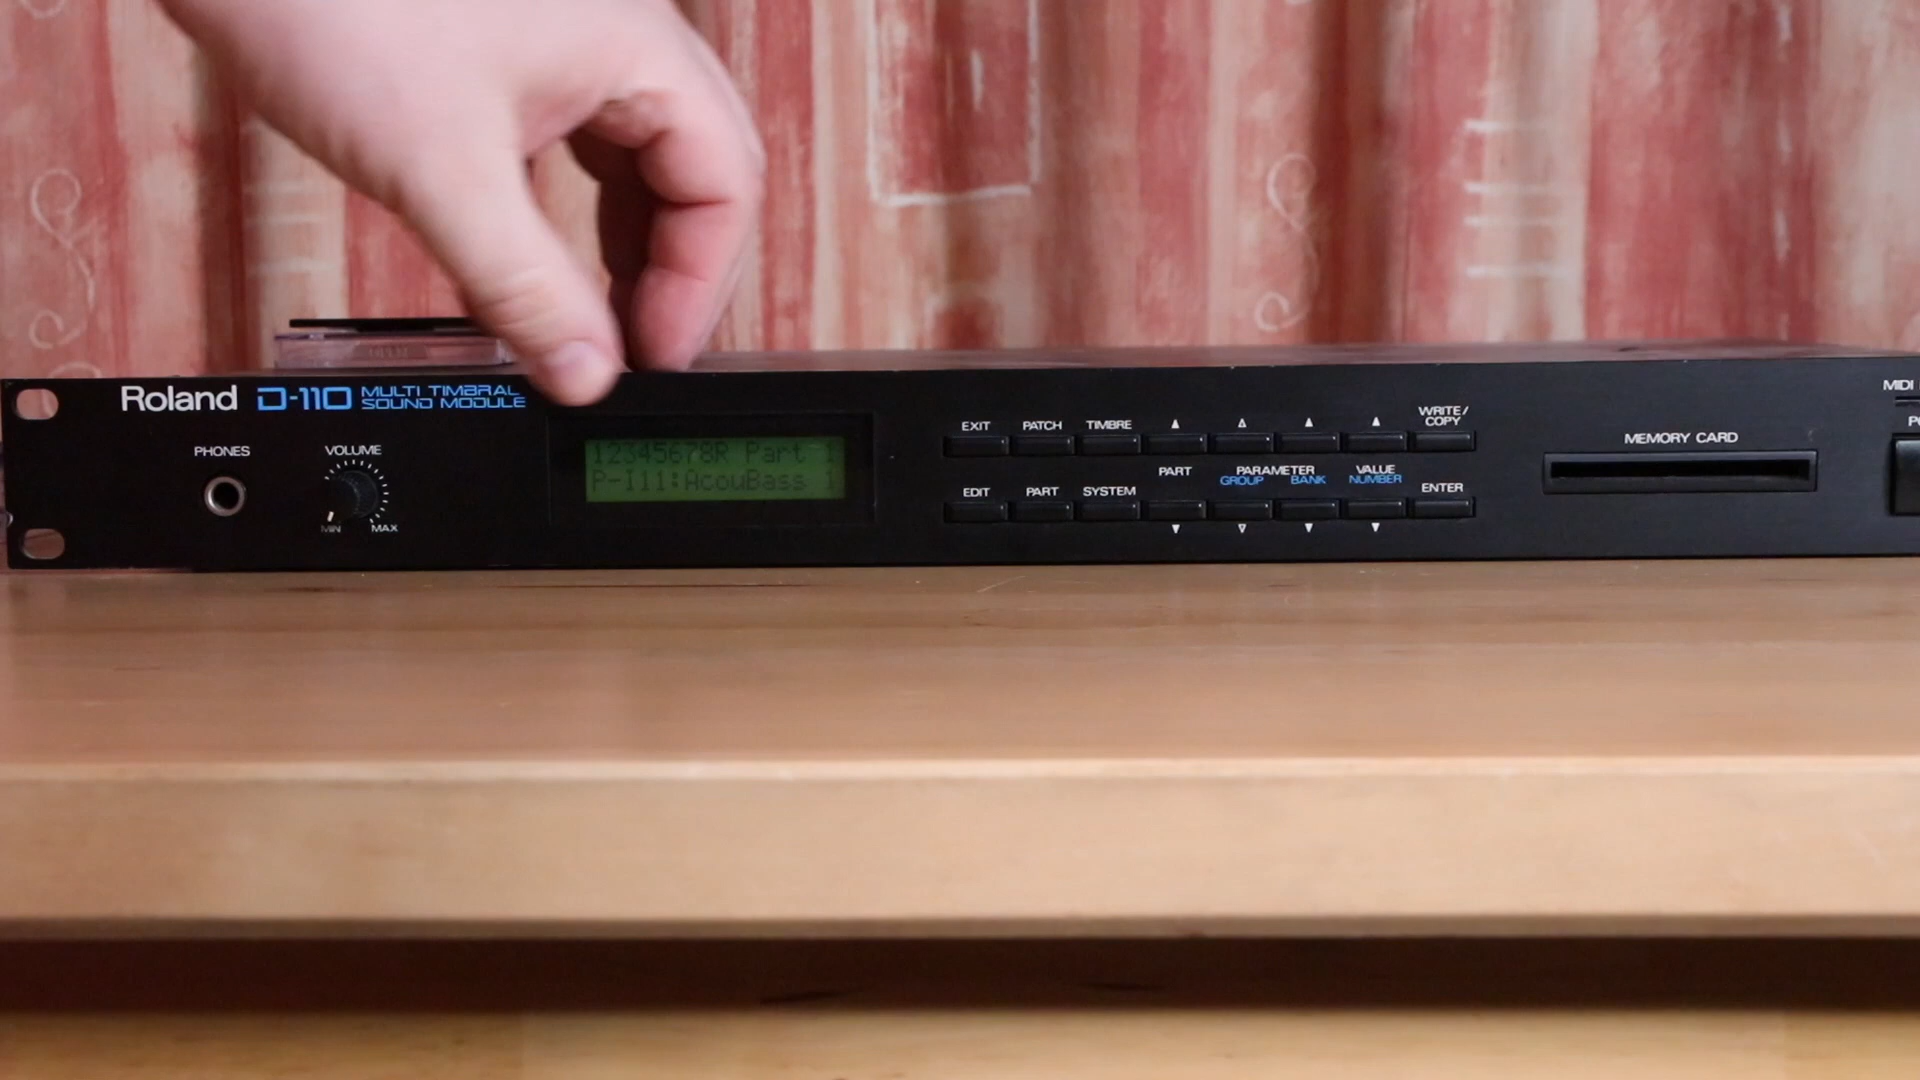 Roland D-110 MULTI TIMBRAL
SOUND MODULE
PHONES
VOLUME
MIN MAX
12345678R Part 1
P-I11:AcouBass 1
EXIT PATCH TIMBRE
WRITE/
COPY
PART PARAMETER VALUE
GROUP BANK NUMBER
EDIT PART SYSTEM ENTER
MEMORY CARD
MIDI